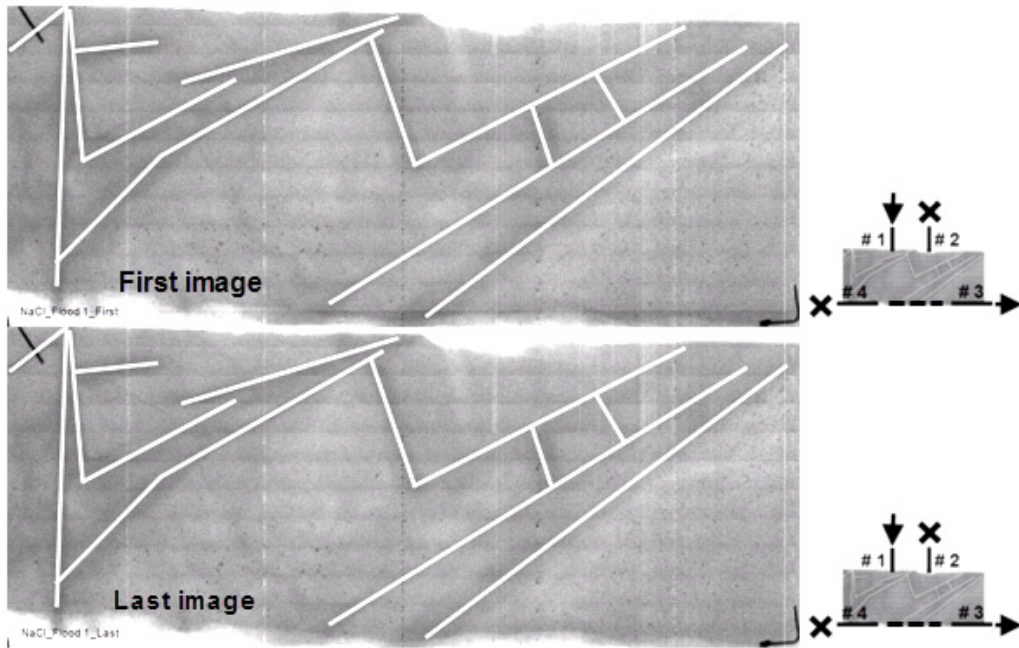 First image
NaCl_Flood 1_First
# 1
# 2
# 4
# 3
Last image
NaCl_Flood 1_Last
# 1
# 2
# 4
# 3